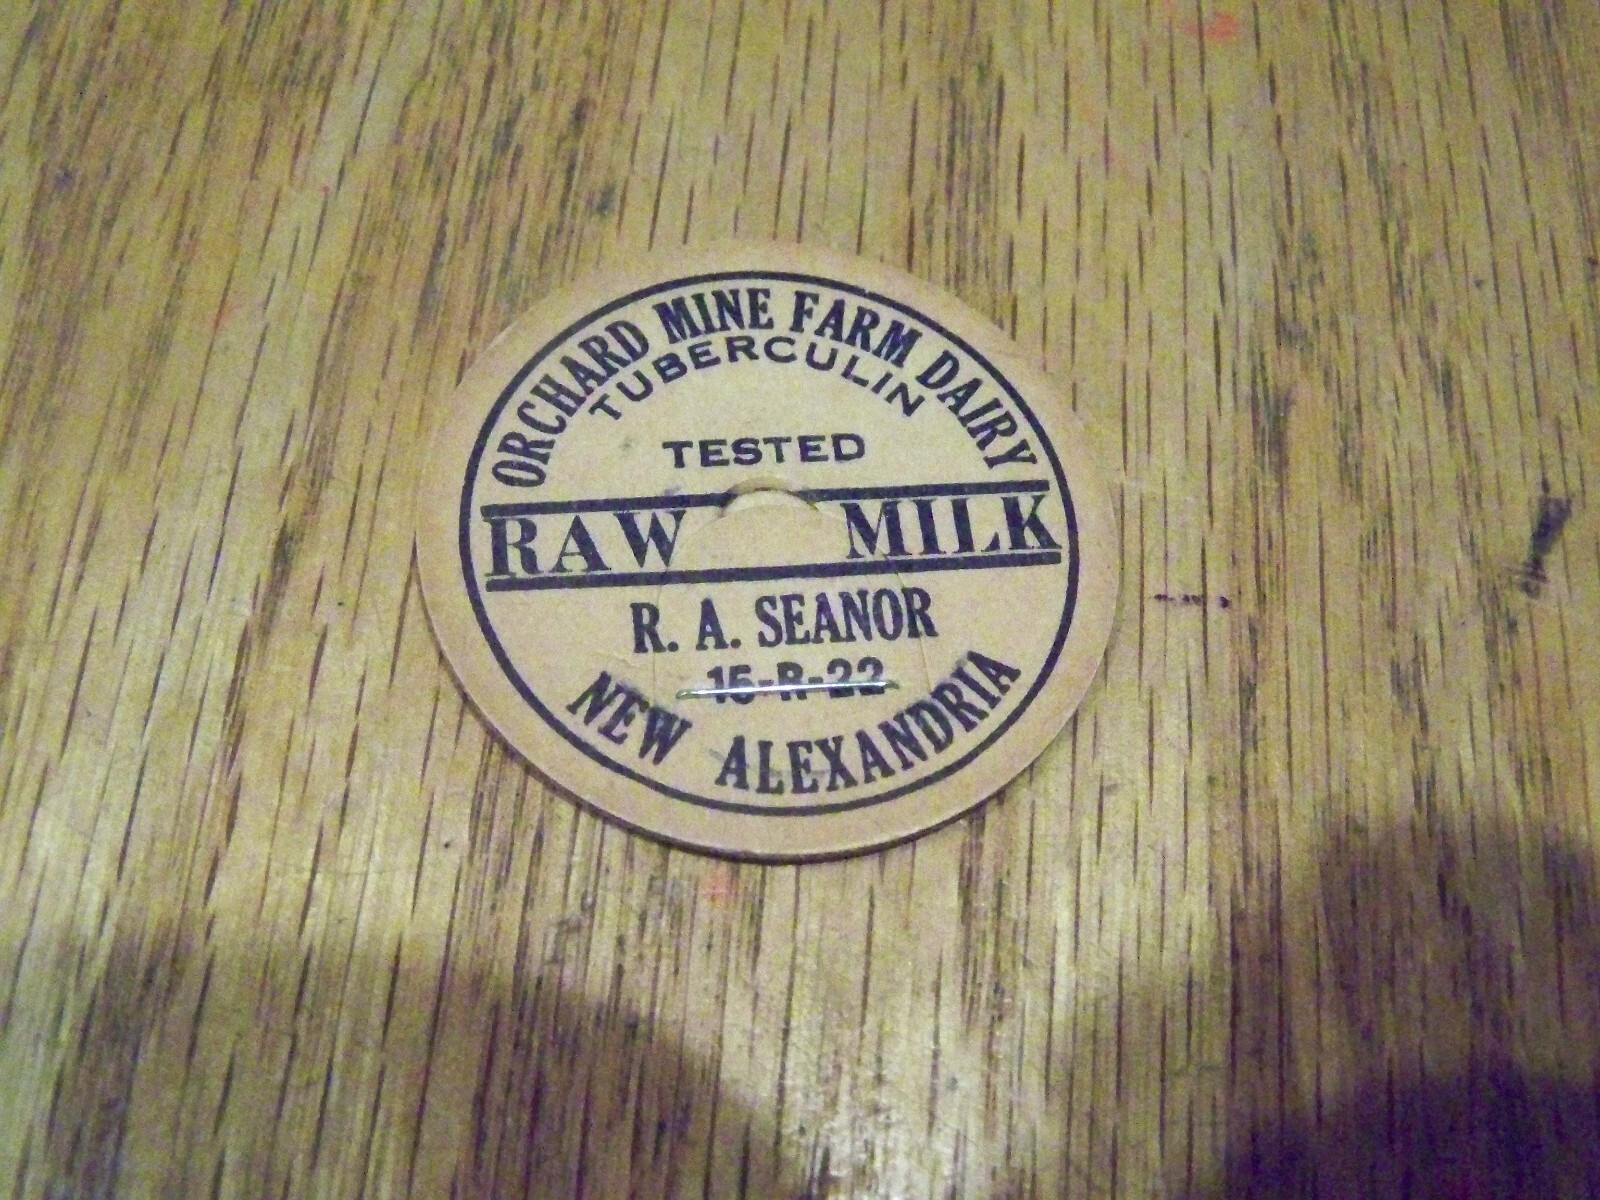 ORCHARD MINE FARM DAIRY
TUBERCULIN
TESTED
RAW MILK
R. A. SEANOR
15-R-22
NEW ALEXANDRIA